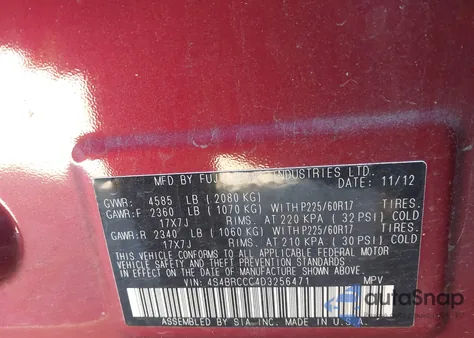 MFD BY FUJI INDUSTRIES LTD.
DATE: 11/12
GVWR: 4585 LB ( 2080 KG)
GAWR:F 2360 LB ( 1070 KG) WITH P225/60R17 TIRES.
17X7J RIMS. AT 220 KPA ( 32 PSI) COLD
GAWR:R 2340 LB ( 1060 KG) WITH P225/60R17 TIRES.
17X7J RIMS. AT 210 KPA ( 30 PSI) COLD
THIS VEHICLE CONFORMS TO ALL APPLICABLE FEDERAL MOTOR
VEHICLE SAFETY AND THEFT PREVENTION STANDARDS
IN EFFECT ON THE DATE OF MANUFACTURE SHOWN ABOVE.
VIN: 4S4BRCCC4D3256471 MPV
ASSEMBLED BY SIA, INC. MADE IN U.S.A.
autoSnap